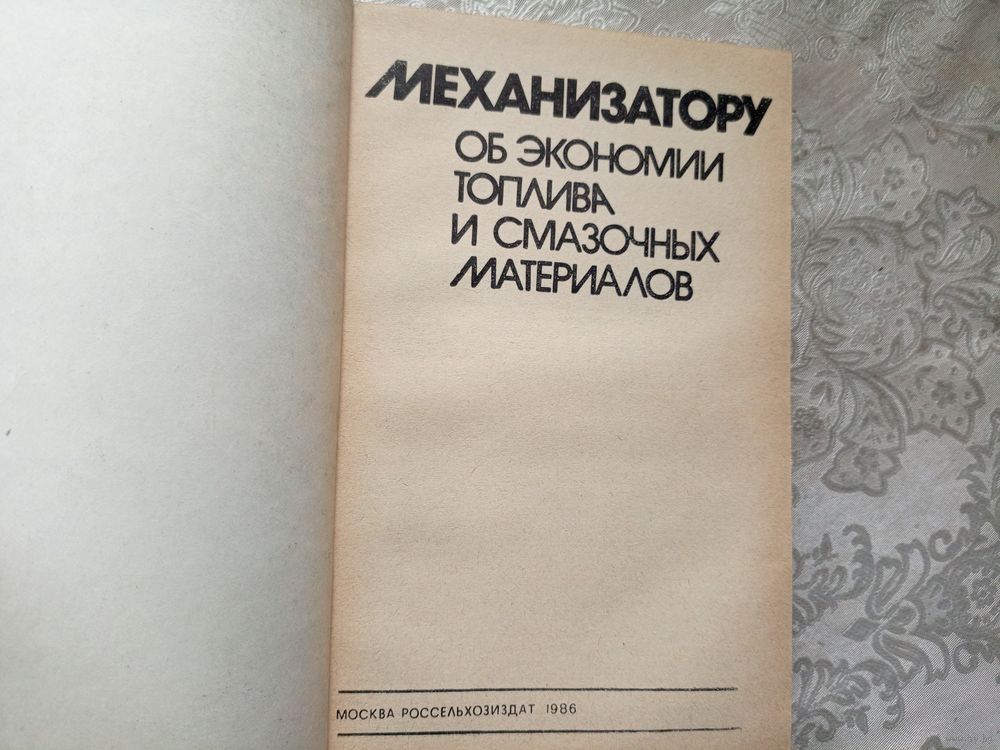 МЕХАНИЗАТОРУ
ОБ ЭКОНОМИИ
ТОПЛИВА
И СМАЗОЧНЫХ
МАТЕРИАЛОВ
МОСКВА РОССЕЛЬХОЗИЗДАТ 1986